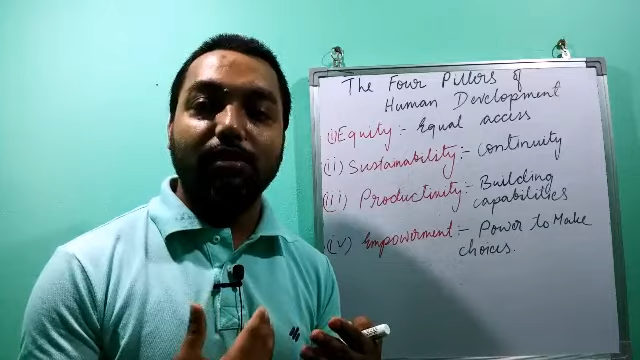 The Four Pillars of
Human Development
(i) Equity :- Equal access
(ii) Sustainability :- Continuity
(iii) Productivity :- Building
capabilities
(iv) Empowerment :- Power to Make
choices.